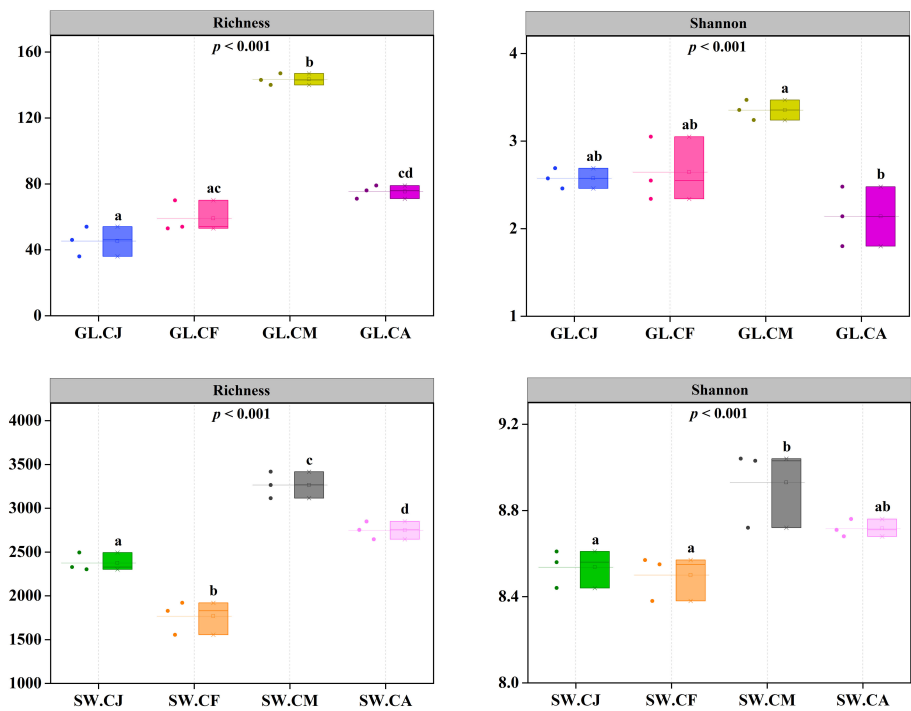 Richness
p < 0.001
160
120
80
40
0
a
ac
b
cd
GL.CJ GL.CF GL.CM GL.CA
Shannon
p < 0.001
4
3
2
1
ab
ab
a
b
GL.CJ GL.CF GL.CM GL.CA
Richness
p < 0.001
4000
3500
3000
2500
2000
1500
1000
a
b
c
d
SW.CJ SW.CF SW.CM SW.CA
Shannon
p < 0.001
9.2
8.8
8.4
8.0
a
a
b
ab
SW.CJ SW.CF SW.CM SW.CA